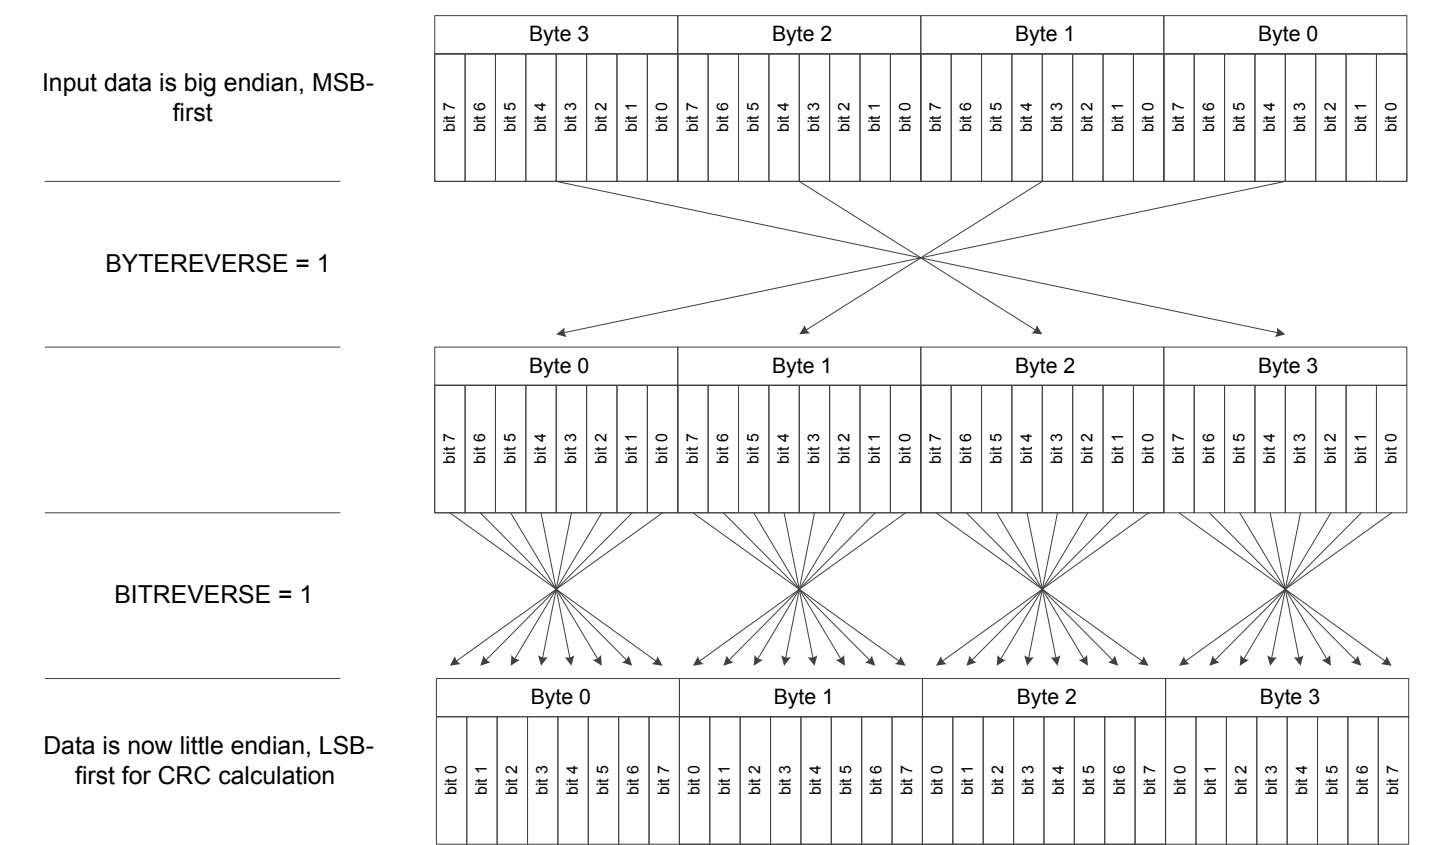 Byte 3 Byte 2 Byte 1 Byte 0
Input data is big endian, MSB-
first
bit 7 bit 6 bit 5 bit 4 bit 3 bit 2 bit 1 bit 0 bit 7 bit 6 bit 5 bit 4 bit 3 bit 2 bit 1 bit 0 bit 7 bit 6 bit 5 bit 4 bit 3 bit 2 bit 1 bit 0 bit 7 bit 6 bit 5 bit 4 bit 3 bit 2 bit 1 bit 0
BYTEREVERSE = 1
Byte 0 Byte 1 Byte 2 Byte 3
bit 7 bit 6 bit 5 bit 4 bit 3 bit 2 bit 1 bit 0 bit 7 bit 6 bit 5 bit 4 bit 3 bit 2 bit 1 bit 0 bit 7 bit 6 bit 5 bit 4 bit 3 bit 2 bit 1 bit 0 bit 7 bit 6 bit 5 bit 4 bit 3 bit 2 bit 1 bit 0
BITREVERSE = 1
Byte 0 Byte 1 Byte 2 Byte 3
Data is now little endian, LSB-
first for CRC calculation
bit 0 bit 1 bit 2 bit 3 bit 4 bit 5 bit 6 bit 7 bit 0 bit 1 bit 2 bit 3 bit 4 bit 5 bit 6 bit 7 bit 0 bit 1 bit 2 bit 3 bit 4 bit 5 bit 6 bit 7 bit 0 bit 1 bit 2 bit 3 bit 4 bit 5 bit 6 bit 7